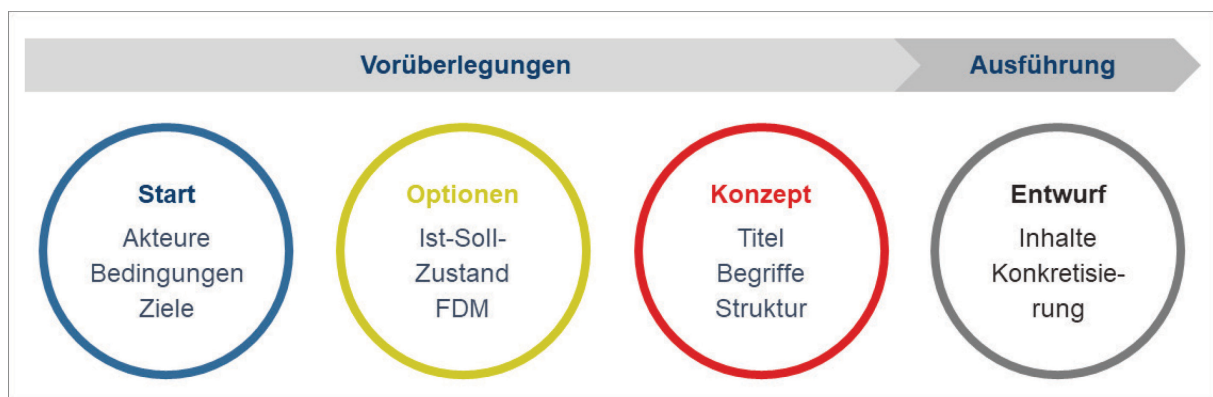 Vorüberlegungen
Ausführung
Start
Akteure
Bedingungen
Ziele
Optionen
Ist-Soll-
Zustand
FDM
Konzept
Titel
Begriffe
Struktur
Entwurf
Inhalte
Konkretisie-
rung